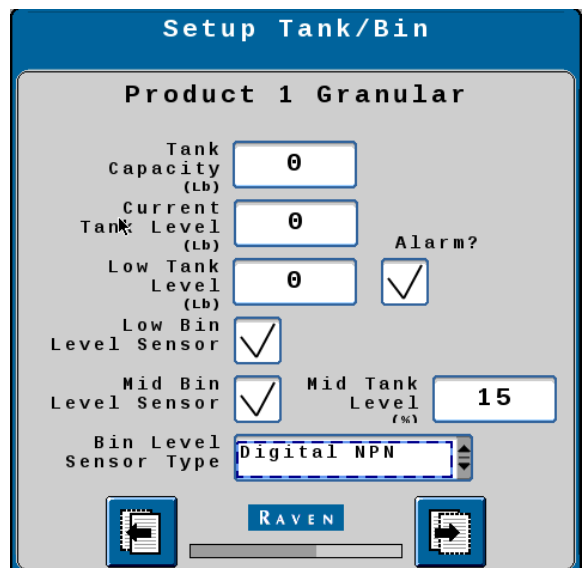 Setup Tank/Bin
Product 1 Granular
Tank
Capacity
(Lb)
0
Current
Tank Level
(Lb)
0
Alarm?
Low Tank
Level
(Lb)
0
Low Bin
Level Sensor
Mid Bin
Level Sensor
Mid Tank
Level
(%)
15
Bin Level
Sensor Type
Digital NPN
RAVEN